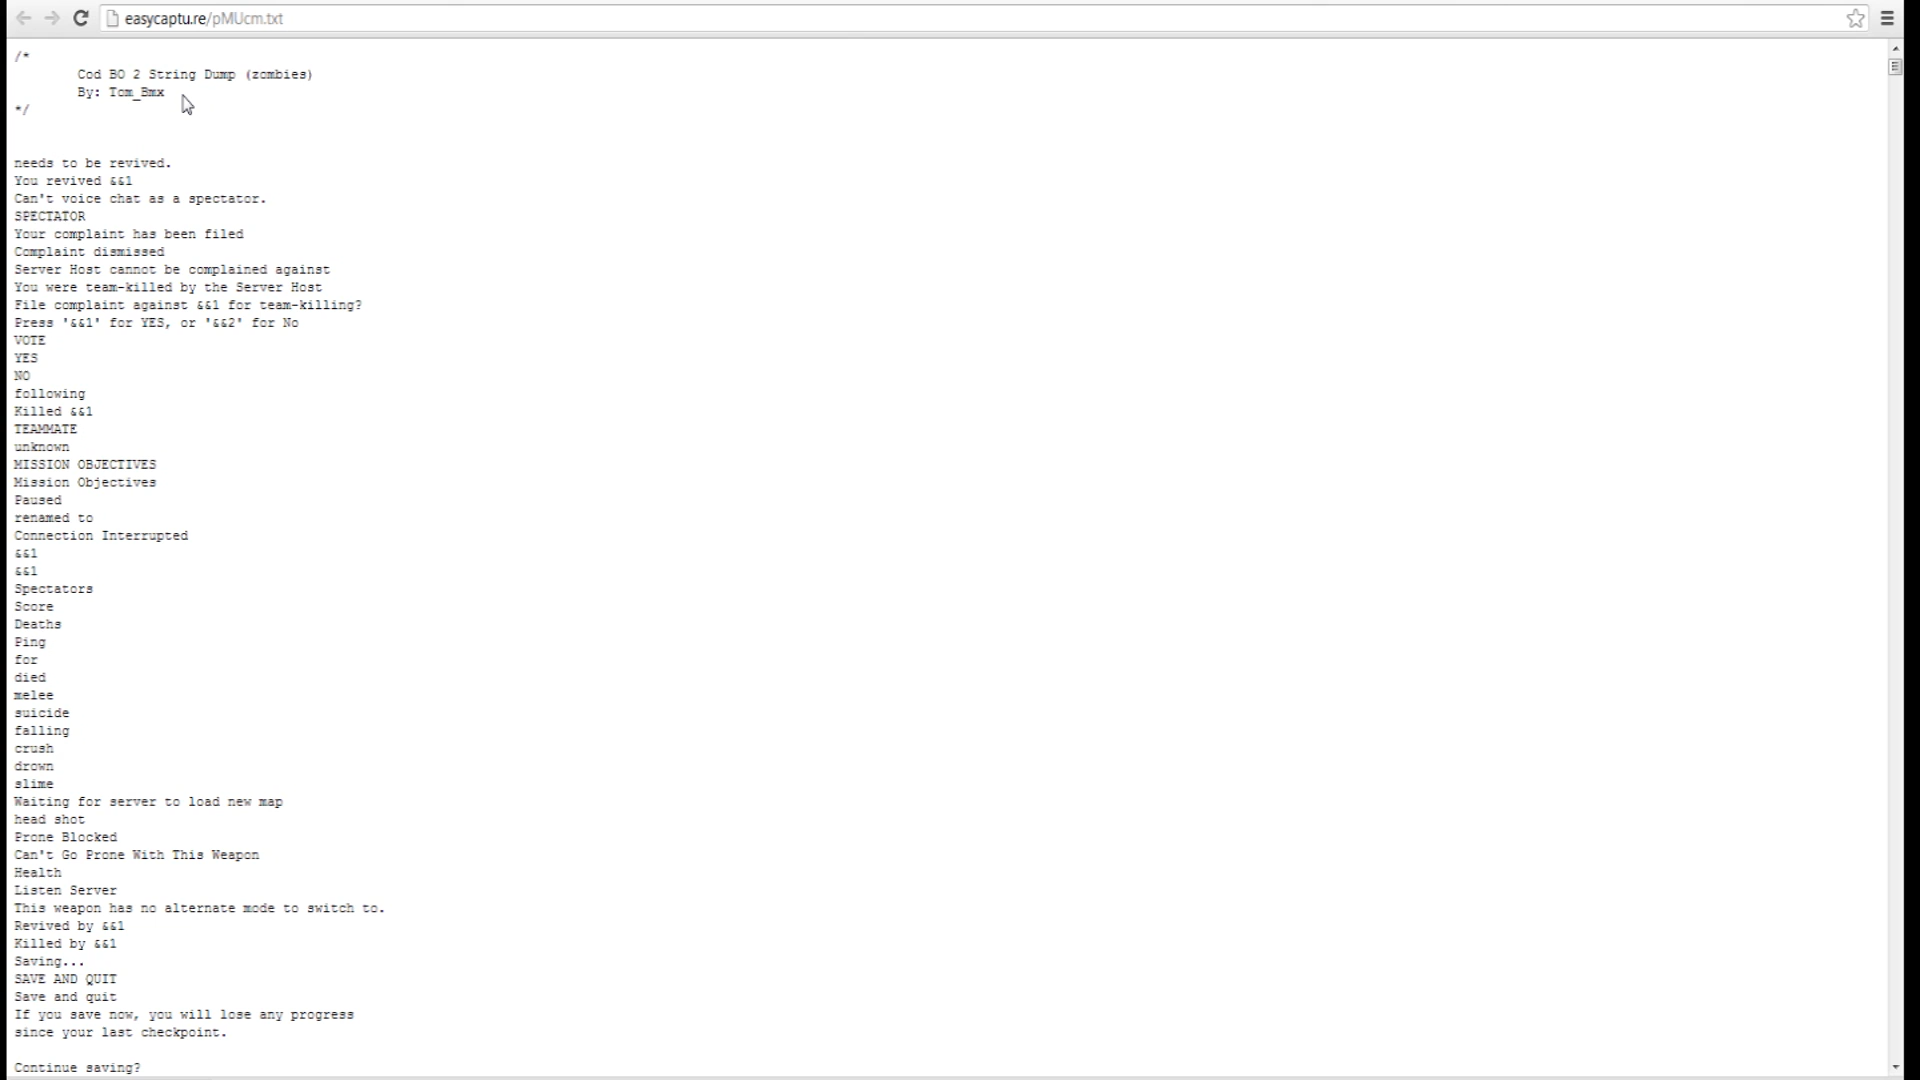 easycaptu.re/pMUcm.txt
/*
Cod BO 2 String Dump (zombies)
By: Tom_Bmx
*/
needs to be revived.
You revived &&1
Can't voice chat as a spectator.
SPECTATOR
Your complaint has been filed
Complaint dismissed
Server Host cannot be complained against
You were team-killed by the Server Host
File complaint against &&1 for team-killing?
Press '&&1' for YES, or '&&2' for No
VOTE
YES
NO
following
Killed &&1
TEAMMATE
unknown
MISSION OBJECTIVES
Mission Objectives
Paused
renamed to
Connection Interrupted
&&1
&&1
Spectators
Score
Deaths
Ping
for
died
melee
suicide
falling
crush
drown
slime
Waiting for server to load new map
head shot
Prone Blocked
Can't Go Prone With This Weapon
Health
Listen Server
This weapon has no alternate mode to switch to.
Revived by &&1
Killed by &&1
Saving...
SAVE AND QUIT
Save and quit
If you save now, you will lose any progress
since your last checkpoint.
Continue saving?